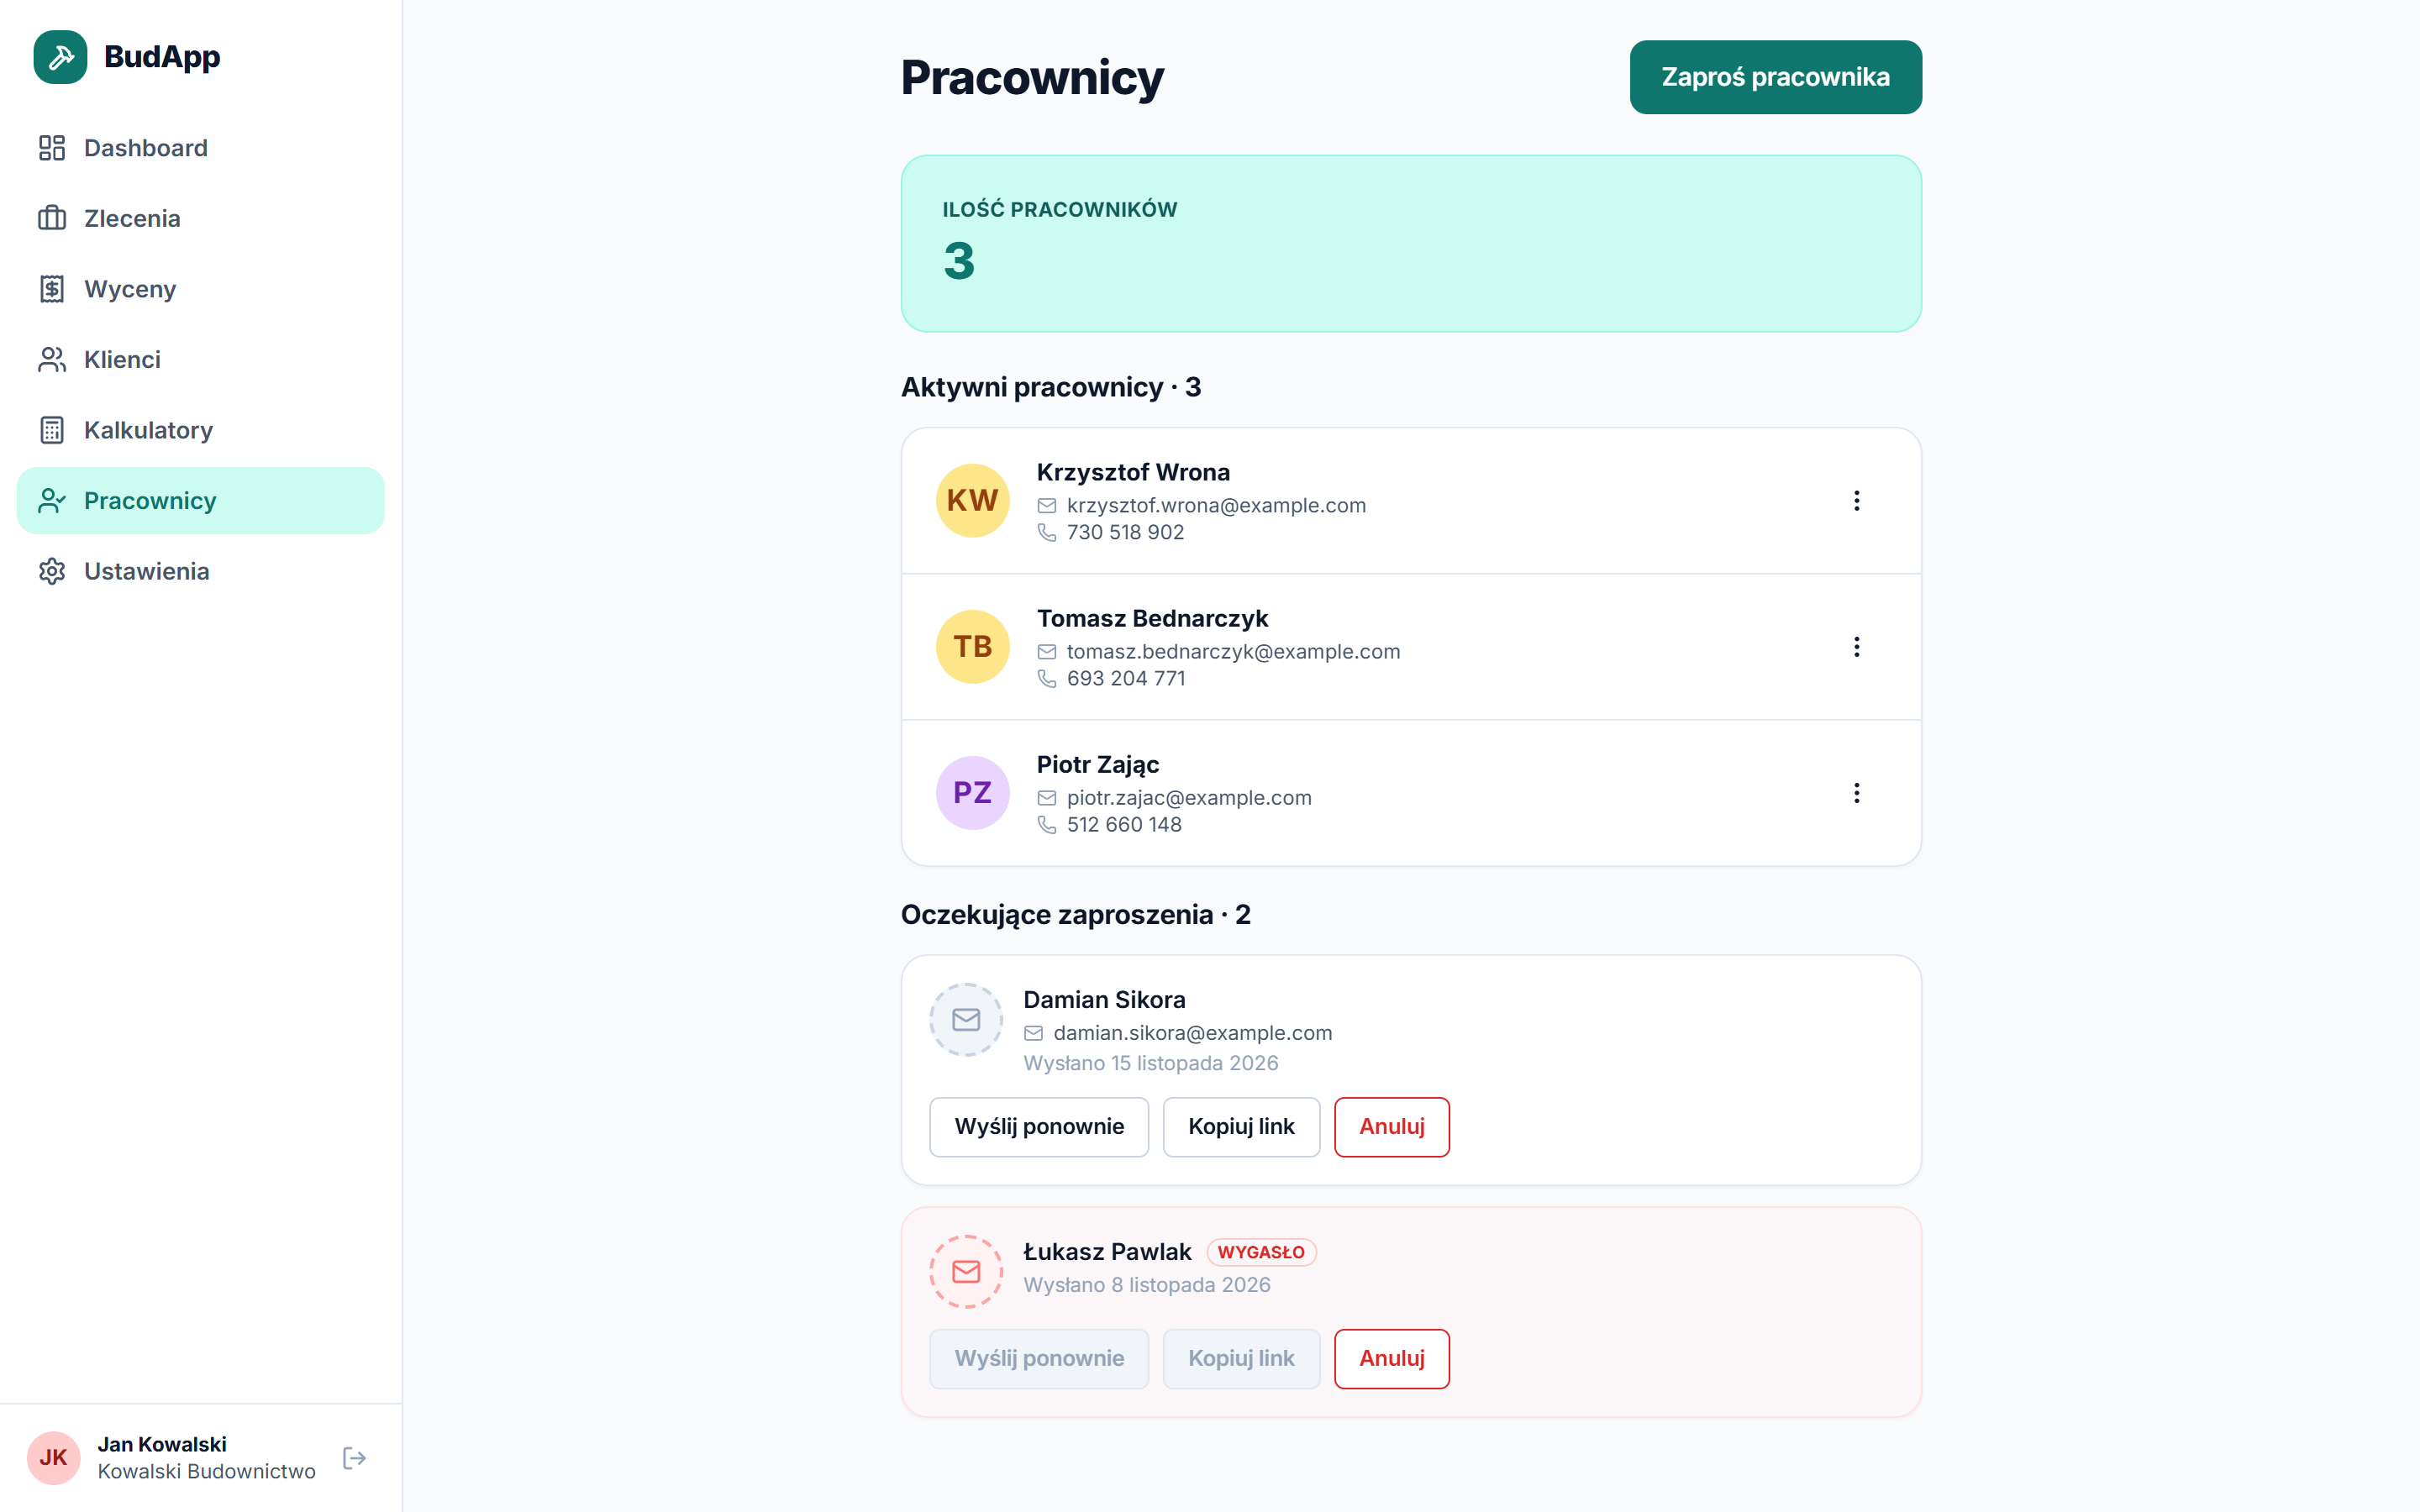 BudApp
Dashboard
Zlecenia
Wyceny
Klienci
Kalkulatory
Pracownicy
Ustawienia
JK
Jan Kowalski
Kowalski Budownictwo
Pracownicy
Zaproś pracownika
ILOŚĆ PRACOWNIKÓW
3
Aktywni pracownicy · 3
KW
Krzysztof Wrona
krzysztof.wrona@example.com
730 518 902
TB
Tomasz Bednarczyk
tomasz.bednarczyk@example.com
693 204 771
PZ
Piotr Zając
piotr.zajac@example.com
512 660 148
Oczekujące zaproszenia · 2
Damian Sikora
damian.sikora@example.com
Wysłano 15 listopada 2026
Wyślij ponownie
Kopiuj link
Anuluj
Łukasz Pawlak WYGASŁO
Wysłano 8 listopada 2026
Wyślij ponownie
Kopiuj link
Anuluj